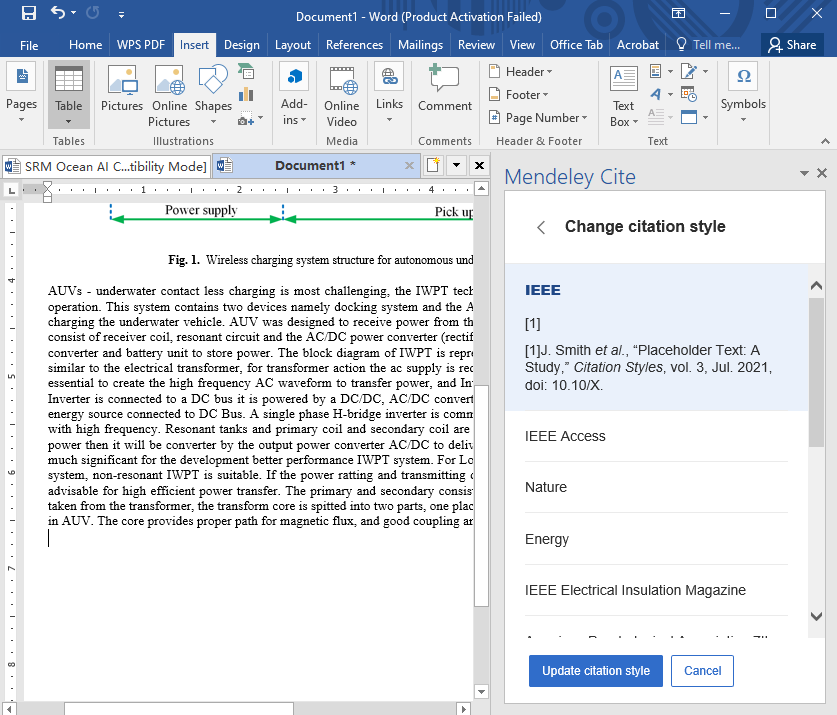 Document1 - Word (Product Activation Failed)
File Home WPS PDF Insert Design Layout References Mailings Review View Office Tab Acrobat Tell me... Share
Pages
Table
Pictures
Online Pictures
Shapes
Add-ins
Online Video
Links
Comment
Header
Footer
Page Number
Text Box
Symbols
Tables Illustrations Media Comments Header & Footer Text
SRM Ocean AI C...tibility Mode]
Document1 *
1 2 3 4
4
5
6
7
8
Power supply
Pick up
Fig. 1. Wireless charging system structure for autonomous und
AUVs - underwater contact less charging is most challenging, the IWPT tech
operation. This system contains two devices namely docking system and the A
charging the underwater vehicle. AUV was designed to receive power from th
consist of receiver coil, resonant circuit and the AC/DC power converter (rectif
converter and battery unit to store power. The block diagram of IWPT is repre
similar to the electrical transformer, for transformer action the ac supply is rec
essential to create the high frequency AC waveform to transfer power, and In
Inverter is connected to a DC bus it is powered by a DC/DC, AC/DC convert
energy source connected to DC Bus. A single phase H-bridge inverter is comm
with high frequency. Resonant tanks and primary coil and secondary coil are
power then it will be converter by the output power converter AC/DC to deliv
much significant for the development better performance IWPT system. For Lo
system, non-resonant IWPT is suitable. If the power ratting and transmitting d
advisable for high efficient power transfer. The primary and secondary consis
taken from the transformer, the transform core is spitted into two parts, one plac
in AUV. The core provides proper path for magnetic flux, and good coupling an
Mendeley Cite
Change citation style
IEEE
[1]
[1]J. Smith et al., “Placeholder Text: A
Study,” Citation Styles, vol. 3, Jul. 2021,
doi: 10.10/X.
IEEE Access
Nature
Energy
IEEE Electrical Insulation Magazine
Update citation style
Cancel